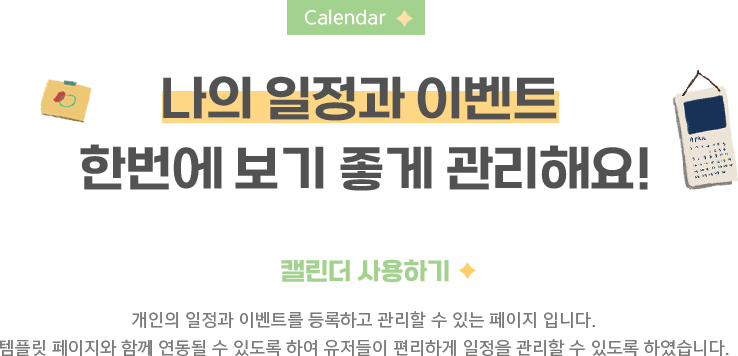 Calendar
나의 일정과 이벤트
한번에 보기 좋게 관리해요!
캘린더 사용하기
개인의 일정과 이벤트를 등록하고 관리할 수 있는 페이지 입니다.
템플릿 페이지와 함께 연동될 수 있도록 하여 유저들이 편리하게 일정을 관리할 수 있도록 하였습니다.